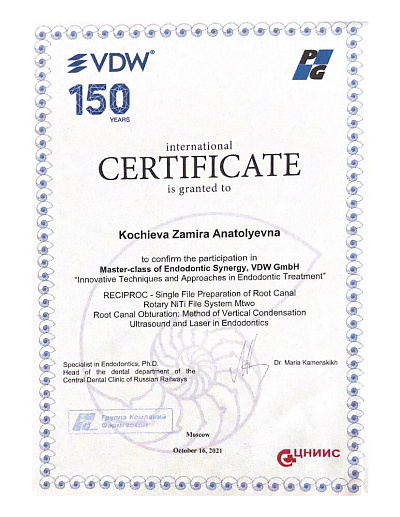 VDW®
PG
150
YEARS
international
CERTIFICATE
is granted to
Kochieva Zamira Anatolyevna
to confirm the participation in
Master-class of Endodontic Synergy, VDW GmbH
"Innovative Techniques and Approaches in Endodontic Treatment"
RECIPROC - Single File Preparation of Root Canal
Rotary NiTi File System Mtwo
Root Canal Obturation: Method of Vertical Condensation
Ultrasound and Laser in Endodontics
Specialist in Endodontics, Ph.D.
Head of the dental department of the
Central Dental Clinic of Russian Railways
Dr. Maria Kamenskikh
PG
Группа Компаний
Moscow
October 16, 2021
ЦНИИС